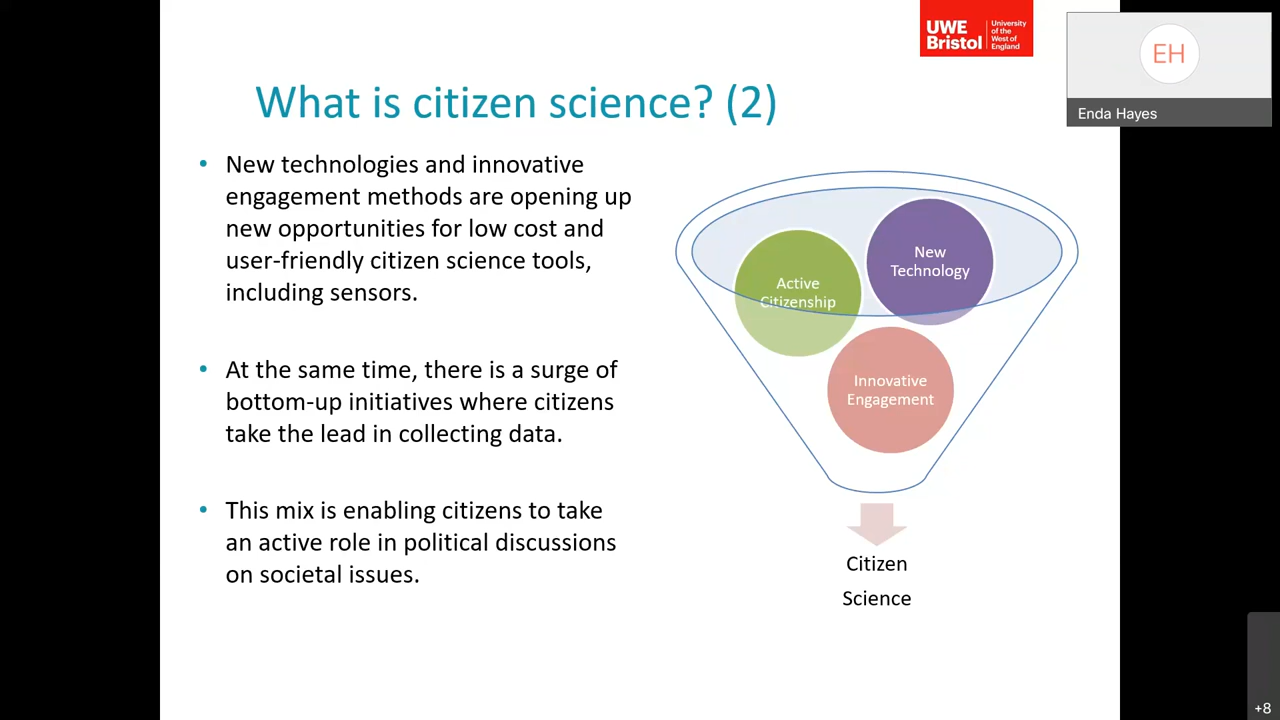 UWE
Bristol
University
of the
West of
England
EH
Enda Hayes
What is citizen science? (2)
• New technologies and innovative
engagement methods are opening up
new opportunities for low cost and
user-friendly citizen science tools,
including sensors.
• At the same time, there is a surge of
bottom-up initiatives where citizens
take the lead in collecting data.
• This mix is enabling citizens to take
an active role in political discussions
on societal issues.
New
Technology
Active
Citizenship
Innovative
Engagement
Citizen
Science
+8